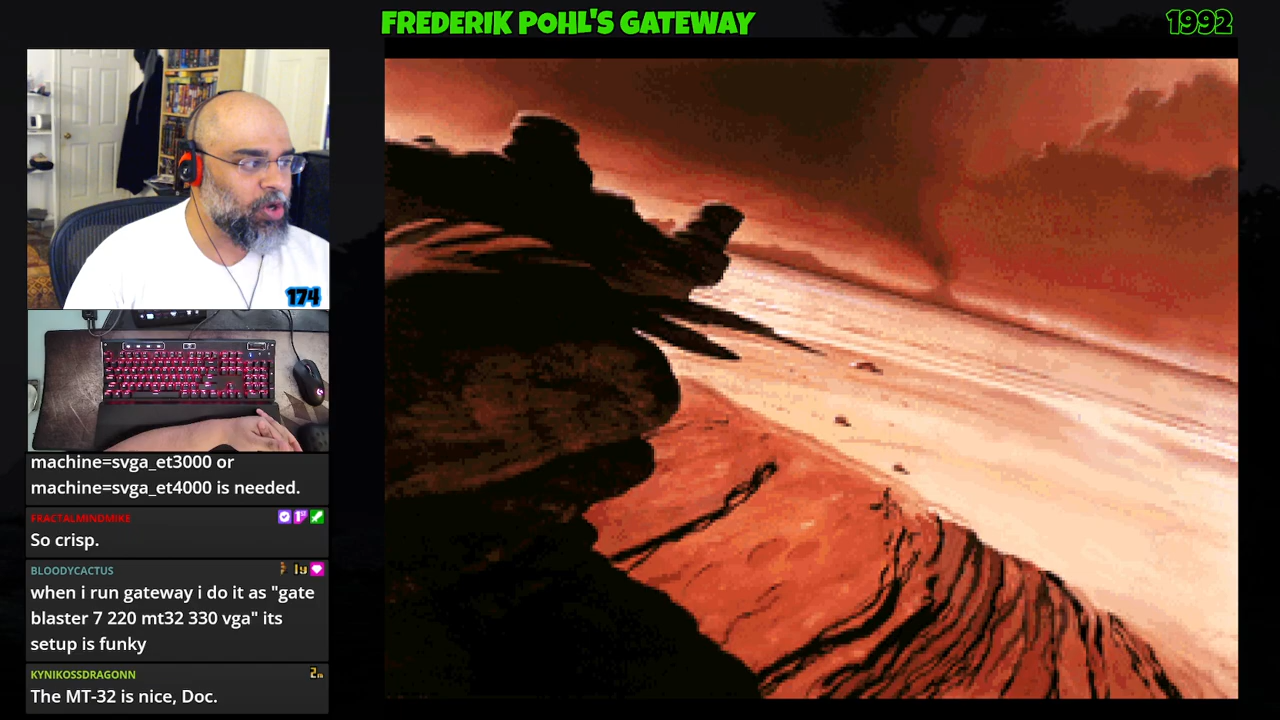 FREDERIK POHL'S GATEWAY
1992
174
machine=svga_et3000 or
machine=svga_et4000 is needed.
FRACTALMINDMIKE
So crisp.
BLOODYCACTUS
when i run gateway i do it as "gate
blaster 7 220 mt32 330 vga" its
setup is funky
KYNIKOSSDRAGONN
The MT-32 is nice, Doc.